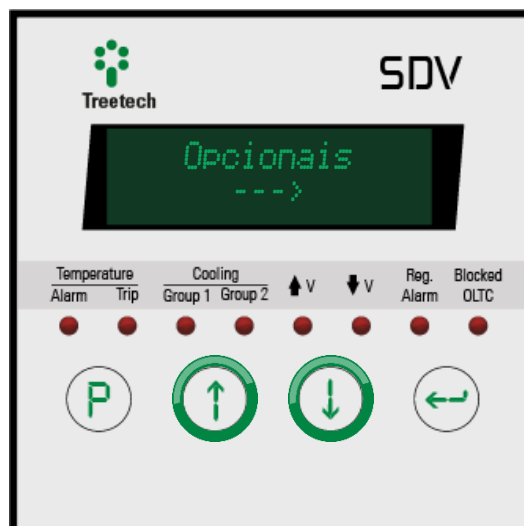 Treetech
SDV
Opcionais
--->
Temperature
Alarm Trip
Cooling
Group 1 Group 2
V
V
Reg.
Alarm
Blocked
OLTC
P